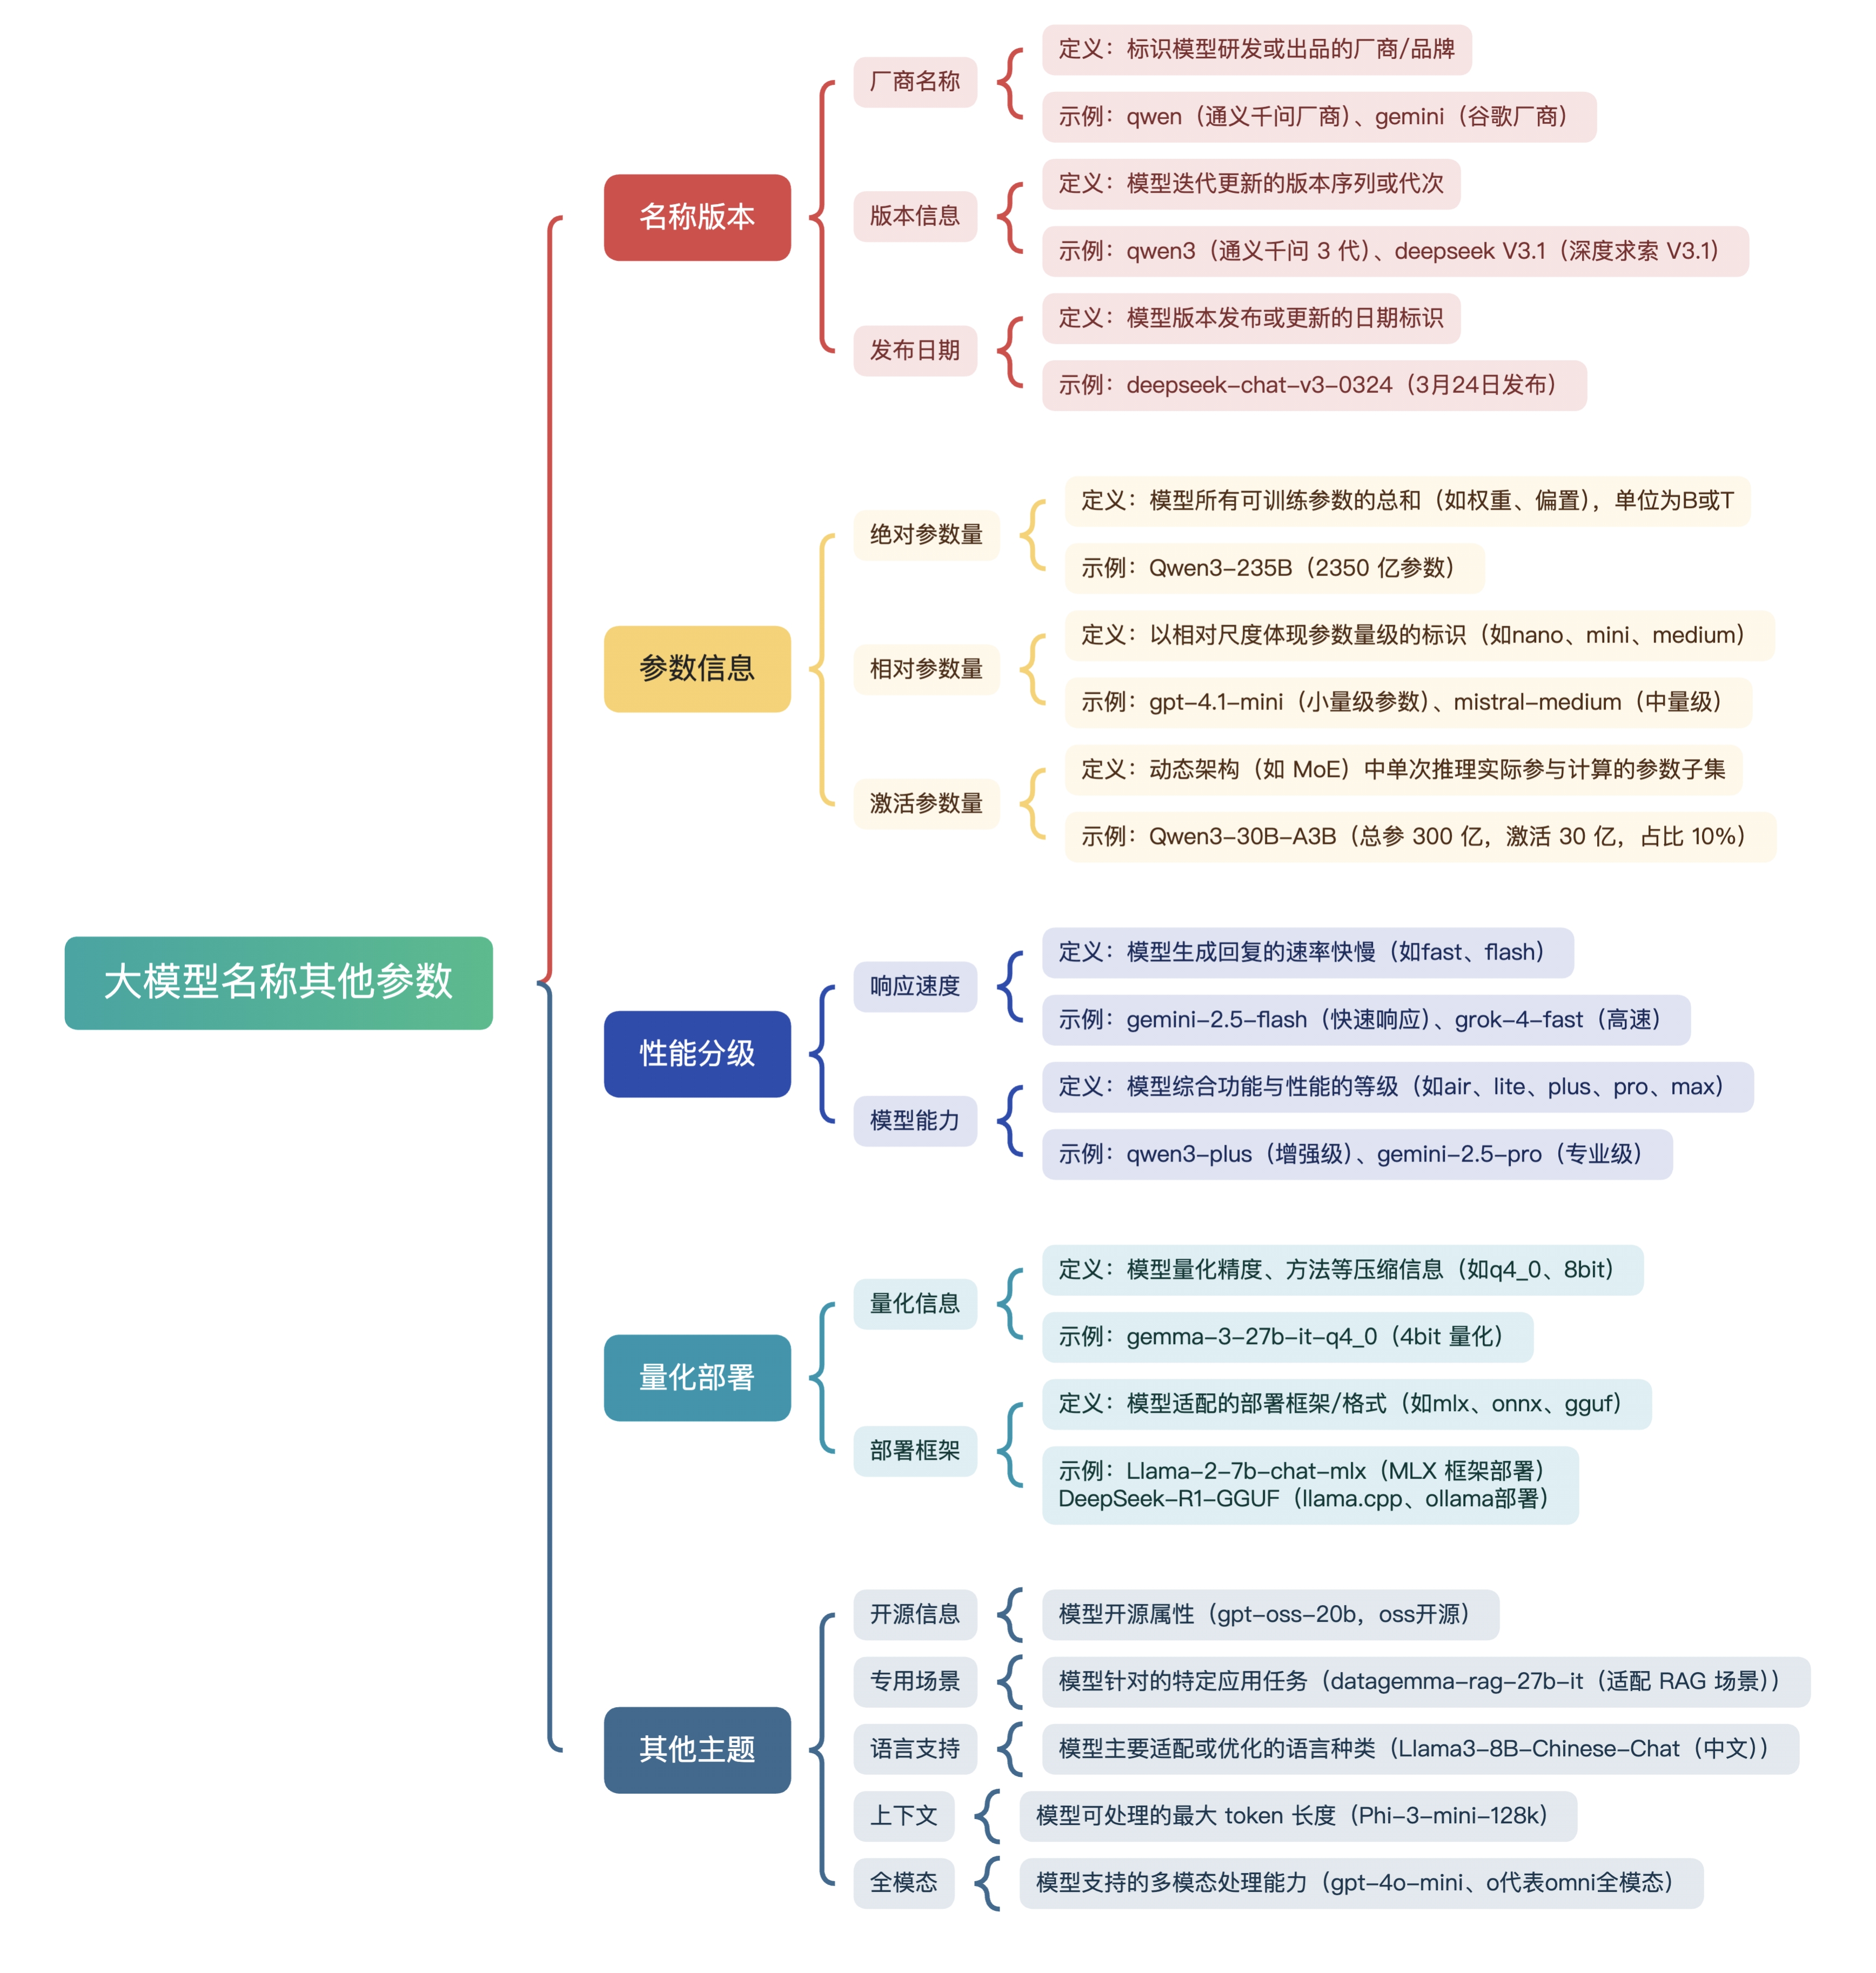 大模型名称其他参数
名称版本
厂商名称
定义：标识模型研发或出品的厂商/品牌
示例：qwen（通义千问厂商）、gemini（谷歌厂商）
版本信息
定义：模型迭代更新的版本序列或代次
示例：qwen3（通义千问 3 代）、deepseek V3.1（深度求索 V3.1）
发布日期
定义：模型版本发布或更新的日期标识
示例：deepseek-chat-v3-0324（3月24日发布）
参数信息
绝对参数量
定义：模型所有可训练参数的总和（如权重、偏置），单位为B或T
示例：Qwen3-235B（2350 亿参数）
相对参数量
定义：以相对尺度体现参数量级的标识（如nano、mini、medium）
示例：gpt-4.1-mini（小量级参数）、mistral-medium（中量级）
激活参数量
定义：动态架构（如 MoE）中单次推理实际参与计算的参数子集
示例：Qwen3-30B-A3B（总参 300 亿，激活 30 亿，占比 10%）
性能分级
响应速度
定义：模型生成回复的速率快慢（如fast、flash）
示例：gemini-2.5-flash（快速响应）、grok-4-fast（高速）
模型能力
定义：模型综合功能与性能的等级（如air、lite、plus、pro、max）
示例：qwen3-plus（增强级）、gemini-2.5-pro（专业级）
量化部署
量化信息
定义：模型量化精度、方法等压缩信息（如q4_0、8bit）
示例：gemma-3-27b-it-q4_0（4bit 量化）
部署框架
定义：模型适配的部署框架/格式（如mlx、onnx、gguf）
示例：Llama-2-7b-chat-mlx（MLX 框架部署）
DeepSeek-R1-GGUF（llama.cpp、ollama部署）
其他主题
开源信息
模型开源属性（gpt-oss-20b，oss开源）
专用场景
模型针对的特定应用任务（datagemma-rag-27b-it（适配 RAG 场景））
语言支持
模型主要适配或优化的语言种类（Llama3-8B-Chinese-Chat（中文））
上下文
模型可处理的最大 token 长度（Phi-3-mini-128k）
全模态
模型支持的多模态处理能力（gpt-4o-mini、o代表omni全模态）